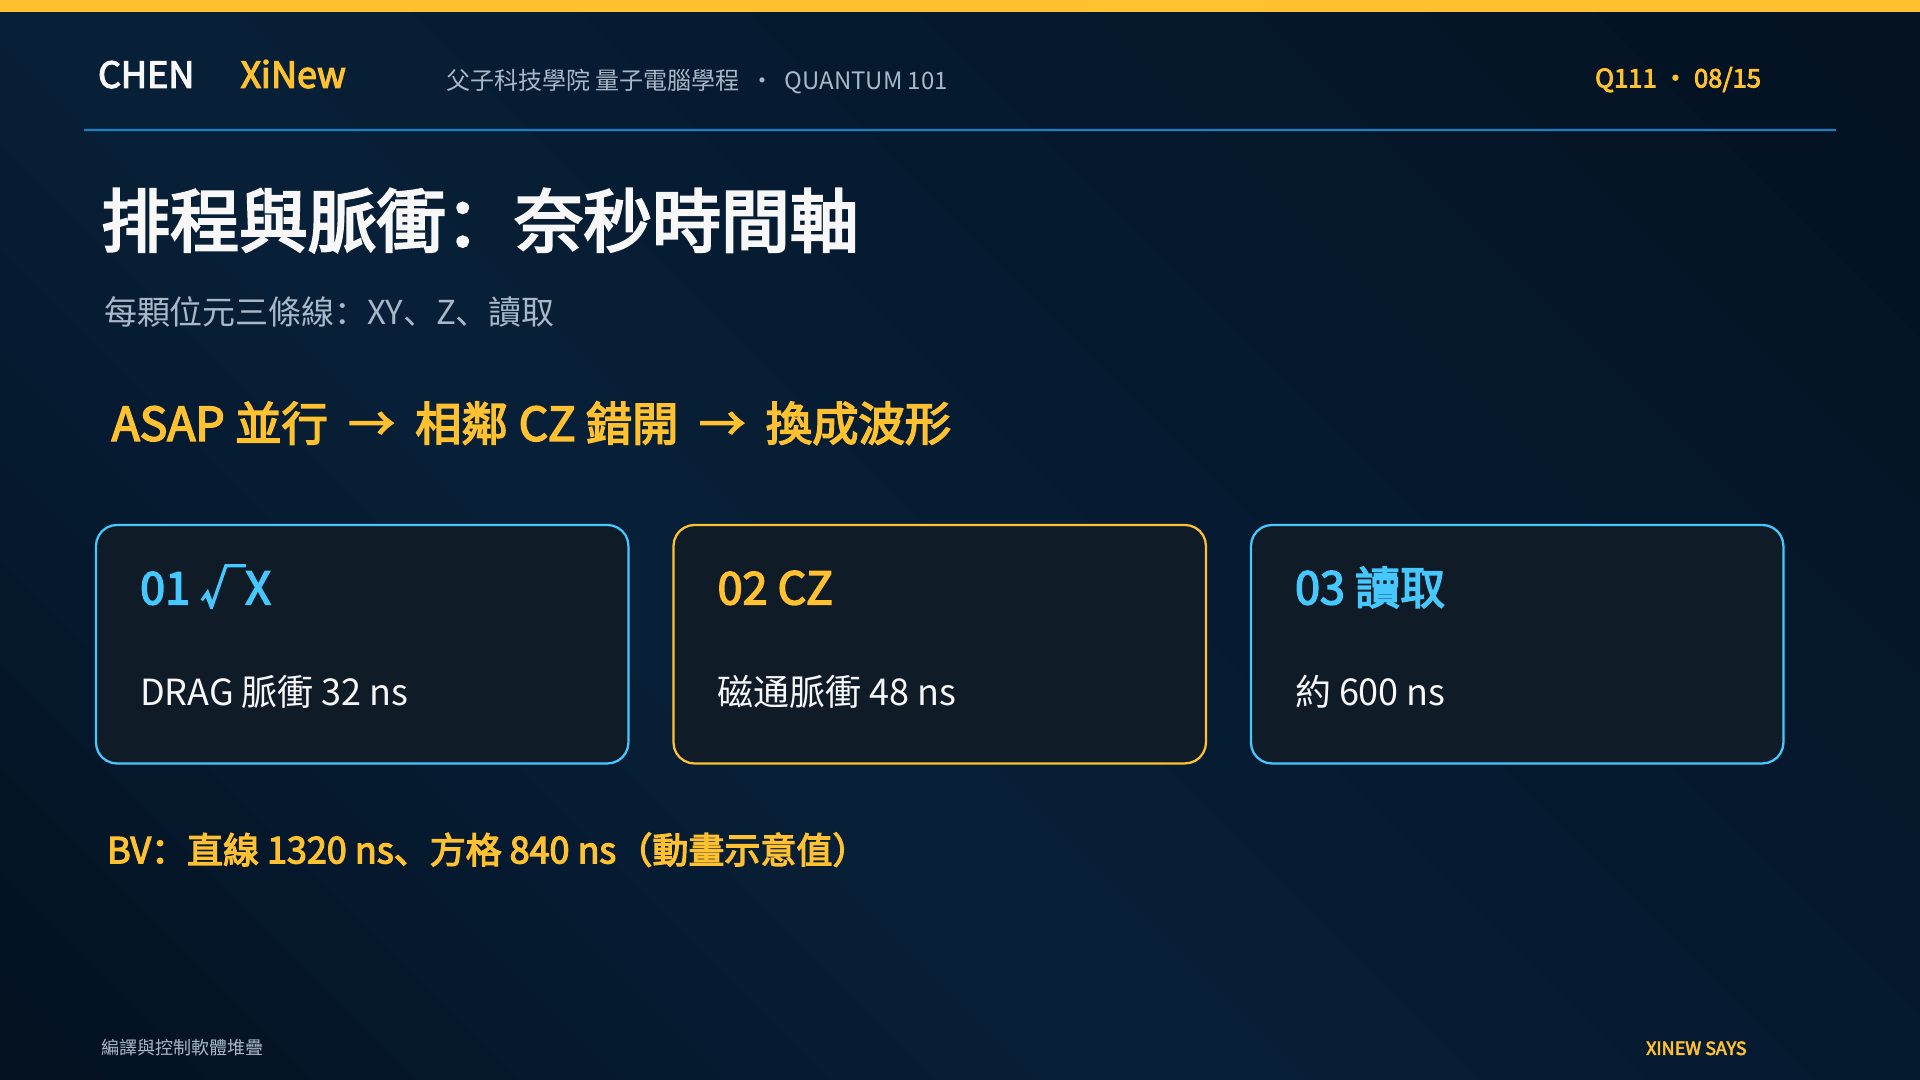 CHEN XiNew 父子科技學院 量子電腦學程 · QUANTUM 101 Q111 · 08/15
排程與脈衝：奈秒時間軸
每顆位元三條線：XY、Z、讀取
ASAP 並行 → 相鄰 CZ 錯開 → 換成波形
01 √X
DRAG 脈衝 32 ns
02 CZ
磁通脈衝 48 ns
03 讀取
約 600 ns
BV：直線 1320 ns、方格 840 ns（動畫示意值）
編譯與控制軟體堆疊
XINEW SAYS